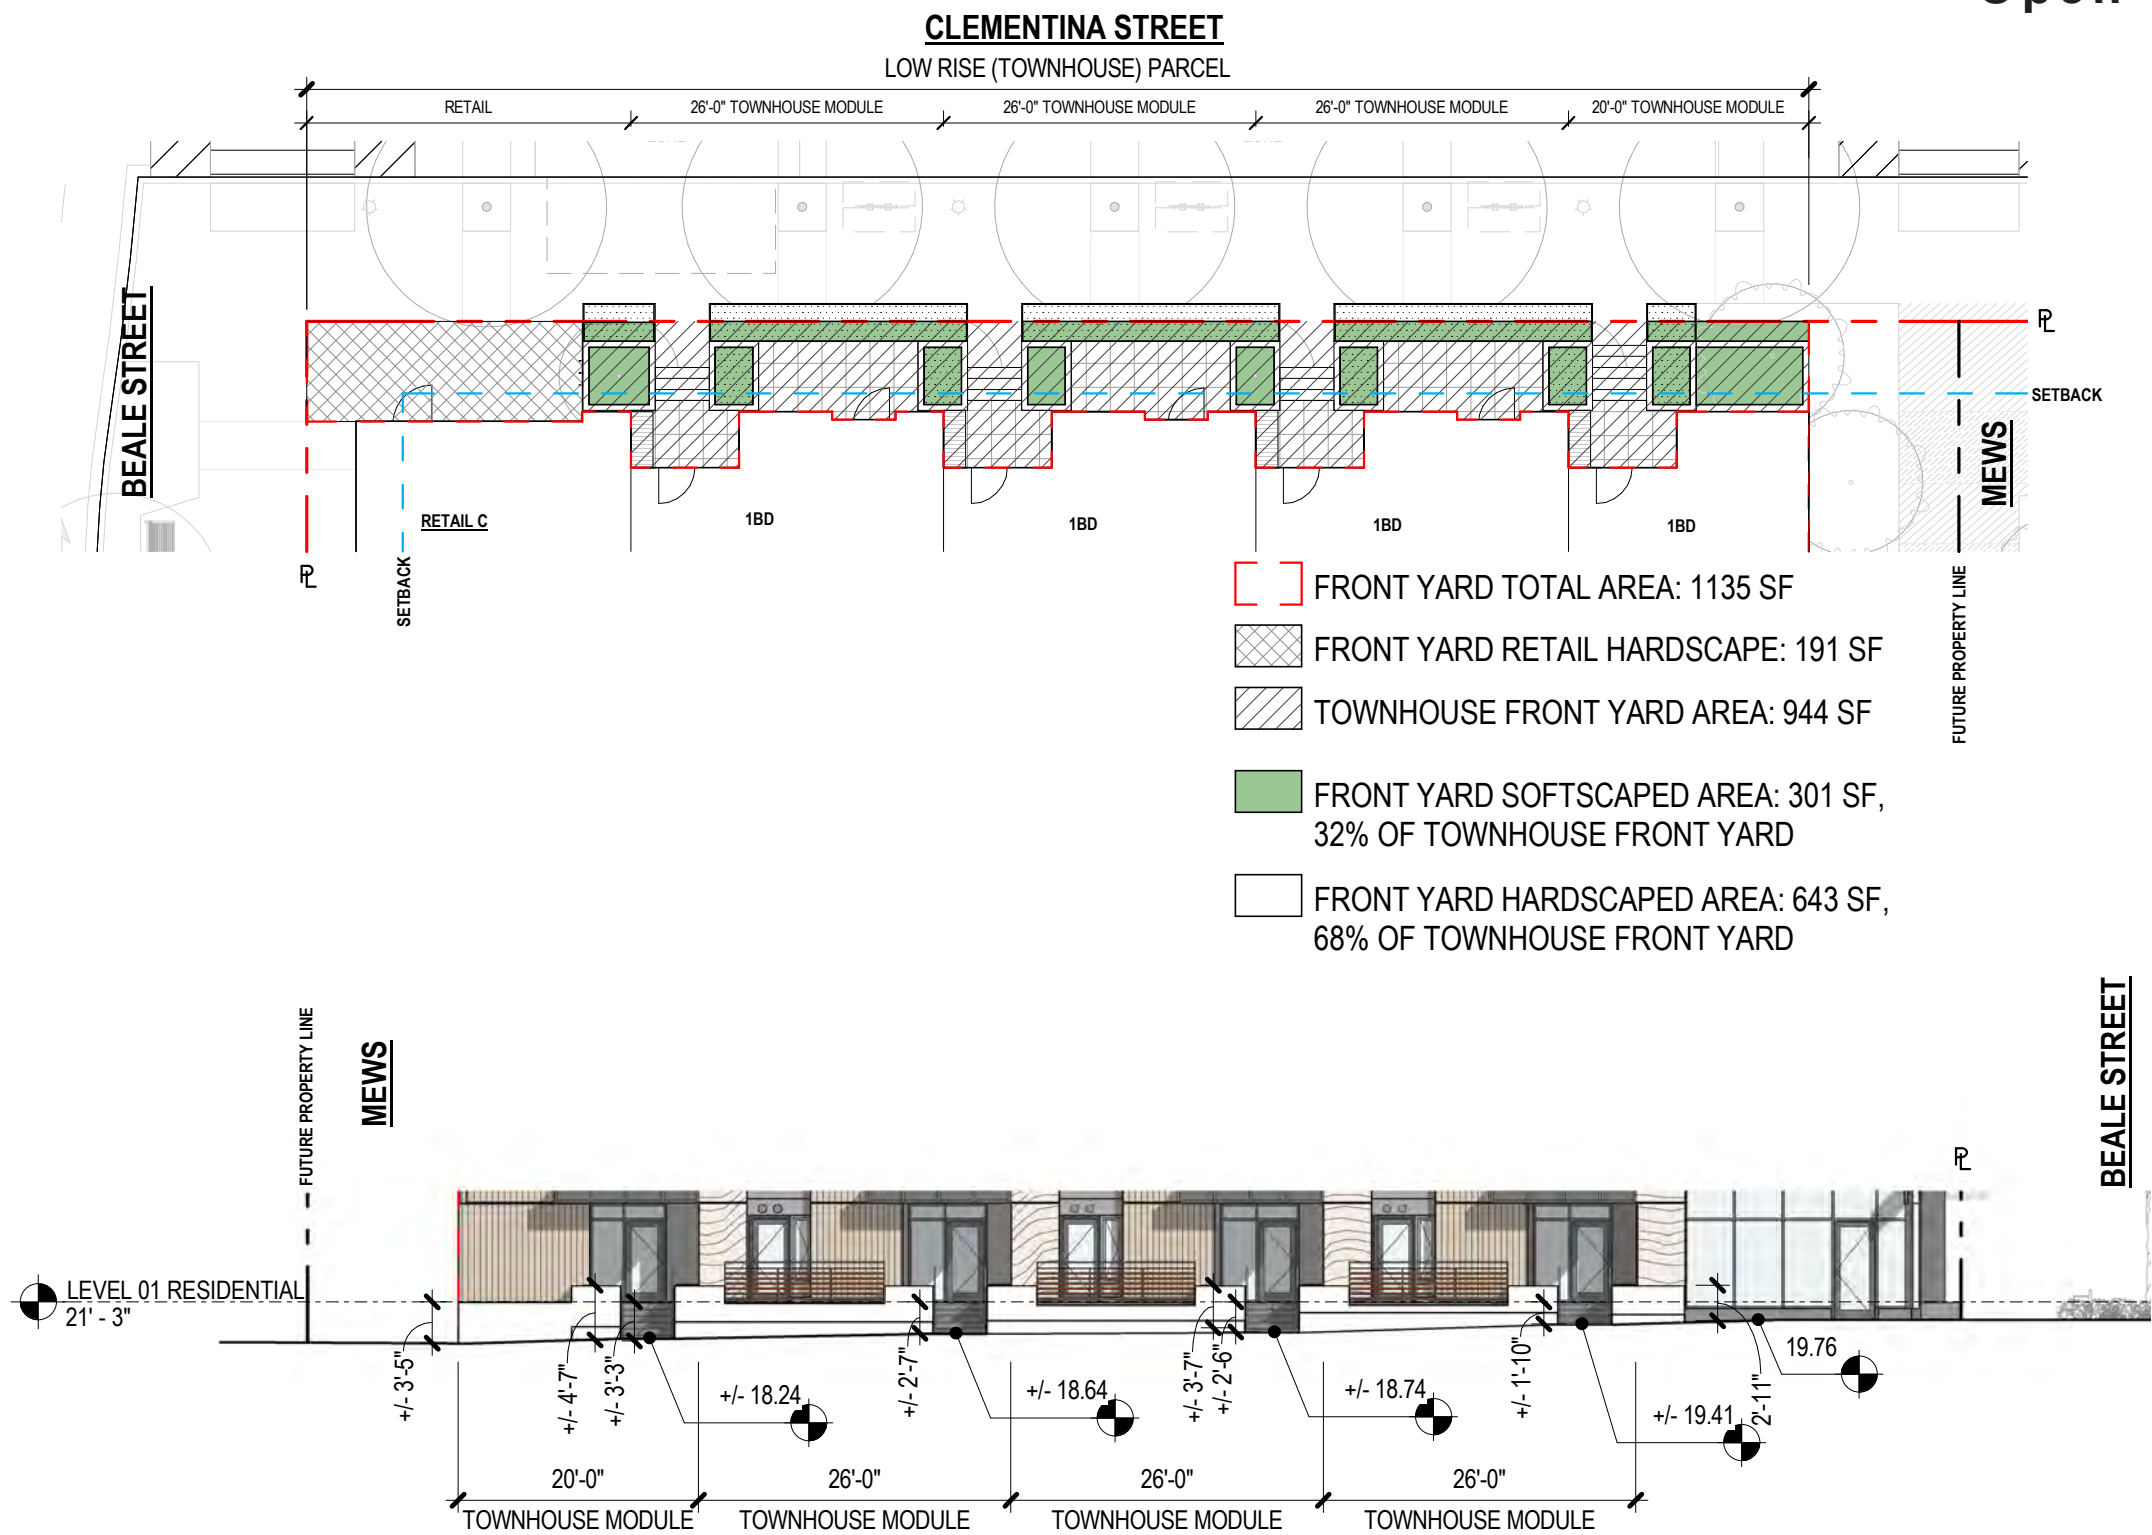 CLEMENTINA STREET
LOW RISE (TOWNHOUSE) PARCEL
RETAIL
26'-0" TOWNHOUSE MODULE
26'-0" TOWNHOUSE MODULE
26'-0" TOWNHOUSE MODULE
20'-0" TOWNHOUSE MODULE
BEALE STREET
PL
SETBACK
MEWS
RETAIL C
1BD
1BD
1BD
1BD
PL
SETBACK
FUTURE PROPERTY LINE
FRONT YARD TOTAL AREA: 1135 SF
FRONT YARD RETAIL HARDSCAPE: 191 SF
TOWNHOUSE FRONT YARD AREA: 944 SF
FRONT YARD SOFTSCAPED AREA: 301 SF,
32% OF TOWNHOUSE FRONT YARD
FRONT YARD HARDSCAPED AREA: 643 SF,
68% OF TOWNHOUSE FRONT YARD
FUTURE PROPERTY LINE
MEWS
BEALE STREET
PL
LEVEL 01 RESIDENTIAL
21' - 3"
+/- 3'-5"
+/- 4'-7"
+/- 3'-3"
+/- 18.24
+/- 2'-7"
+/- 18.64
+/- 3'-7"
+/- 2'-6"
+/- 18.74
+/- 1'-10"
+/- 19.41
2'-11"
19.76
20'-0"
26'-0"
26'-0"
26'-0"
TOWNHOUSE MODULE
TOWNHOUSE MODULE
TOWNHOUSE MODULE
TOWNHOUSE MODULE